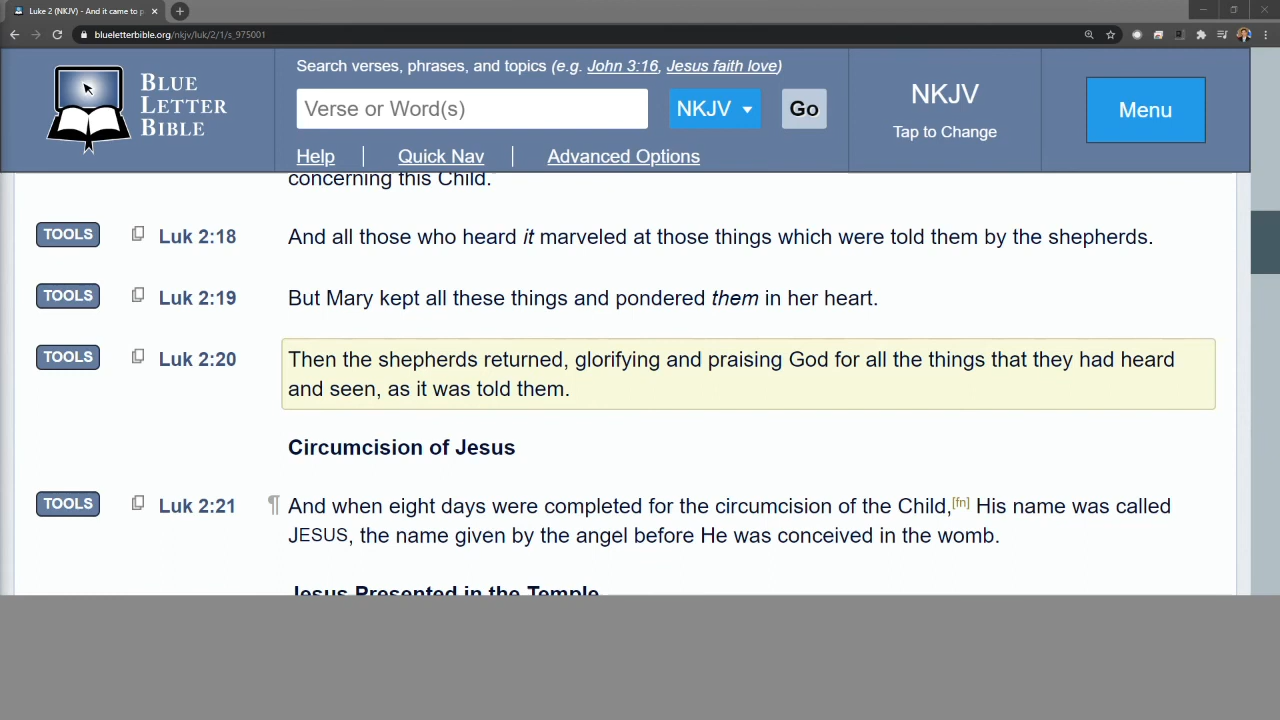 Luke 2 (NKJV) - And it came to p
blueletterbible.org/nkjv/luk/2/1/s_975001
BLUE
LETTER
BIBLE
Search verses, phrases, and topics (e.g. John 3:16, Jesus faith love)
Verse or Word(s)
NKJV
Go
Help
Quick Nav
Advanced Options
NKJV
Tap to Change
Menu
concerning this Child."
TOOLS Luk 2:18 And all those who heard it marveled at those things which were told them by the shepherds.
TOOLS Luk 2:19 But Mary kept all these things and pondered them in her heart.
TOOLS Luk 2:20 Then the shepherds returned, glorifying and praising God for all the things that they had heard
and seen, as it was told them.
Circumcision of Jesus
TOOLS Luk 2:21 ¶ And when eight days were completed for the circumcision of the Child,[fn] His name was called
JESUS, the name given by the angel before He was conceived in the womb.
Jesus Presented in the Temple